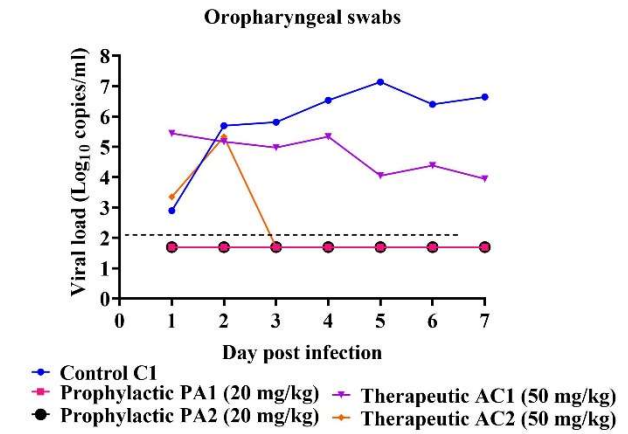 Oropharyngeal swabs
Viral load (Log10 copies/ml)
8
7
6
5
4
3
2
1
0
0 1 2 3 4 5 6 7
Day post infection
Control C1
Prophylactic PA1 (20 mg/kg)
Prophylactic PA2 (20 mg/kg)
Therapeutic AC1 (50 mg/kg)
Therapeutic AC2 (50 mg/kg)